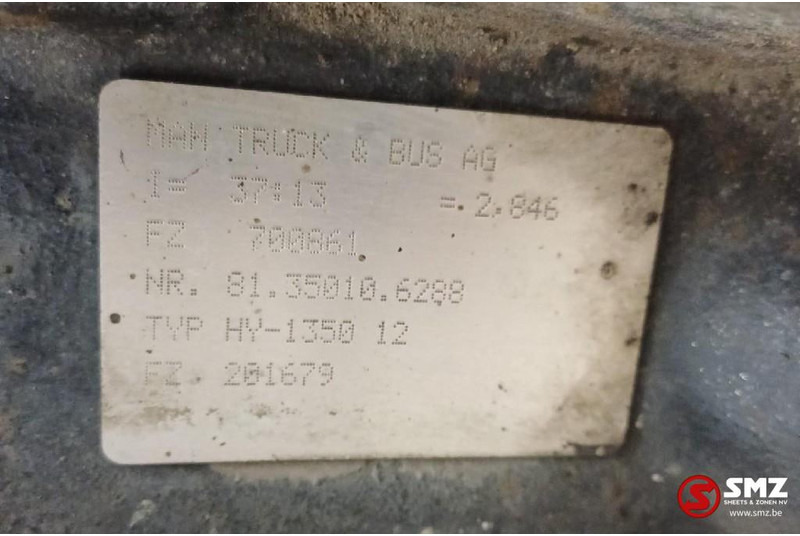 MAN TRUCK & BUS AG
I= 37:13 = 2.846
FZ 700861
NR. 81.35010.6288
TYP HY-1350 12
FZ 201679
SMZ
SHEETS & ZONEN NV
www.smz.be